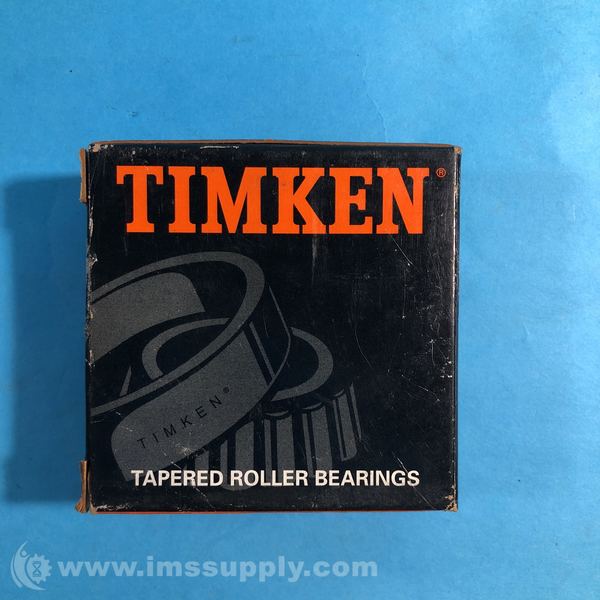 TIMKEN®
TIMKEN®
TAPERED ROLLER BEARINGS
www.imssupply.com